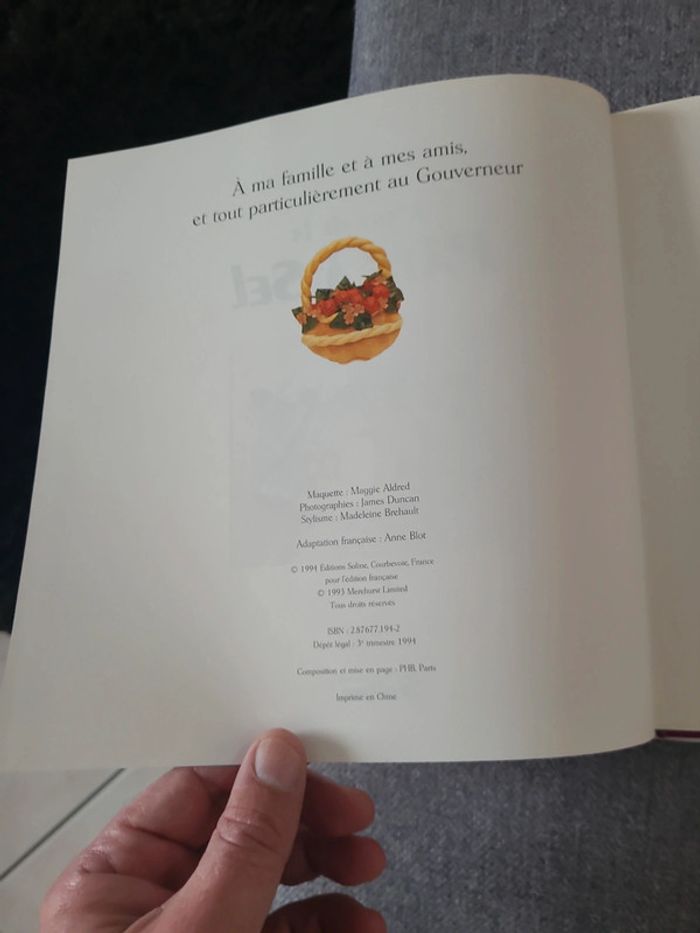 À ma famille et à mes amis,
et tout particulièrement au Gouverneur
Maquette : Maggie Aldred
Photographies : James Duncan
Stylisme : Madeleine Brehault
Adaptation française : Anne Blot
© 1994 Éditions Soline, Courbevoie, France
pour l'édition française
© 1993 Merehurst Limited
Tous droits réservés
ISBN : 2.87677.194-2
Dépôt légal : 3e trimestre 1994
Composition et mise en page : PHB, Paris
Imprimé en Chine